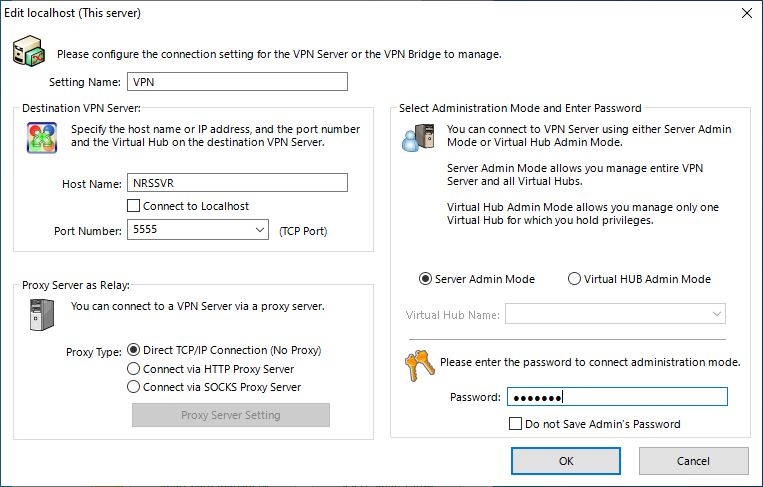 Edit localhost (This server)
Please configure the connection setting for the VPN Server or the VPN Bridge to manage.
Setting Name: VPN
Destination VPN Server:
Specify the host name or IP address, and the port number
and the Virtual Hub on the destination VPN Server.
Host Name: NRSSVR
Connect to Localhost
Port Number: 5555 (TCP Port)
Proxy Server as Relay:
You can connect to a VPN Server via a proxy server.
Proxy Type: Direct TCP/IP Connection (No Proxy)
Connect via HTTP Proxy Server
Connect via SOCKS Proxy Server
Proxy Server Setting
Select Administration Mode and Enter Password
You can connect to VPN Server using either Server Admin
Mode or Virtual Hub Admin Mode.
Server Admin Mode allows you manage entire VPN
Server and all Virtual Hubs.
Virtual Hub Admin Mode allows you manage only one
Virtual Hub for which you hold privileges.
Server Admin Mode Virtual HUB Admin Mode
Virtual Hub Name:
Please enter the password to connect administration mode.
Password: •••••••
Do not Save Admin's Password
OK Cancel